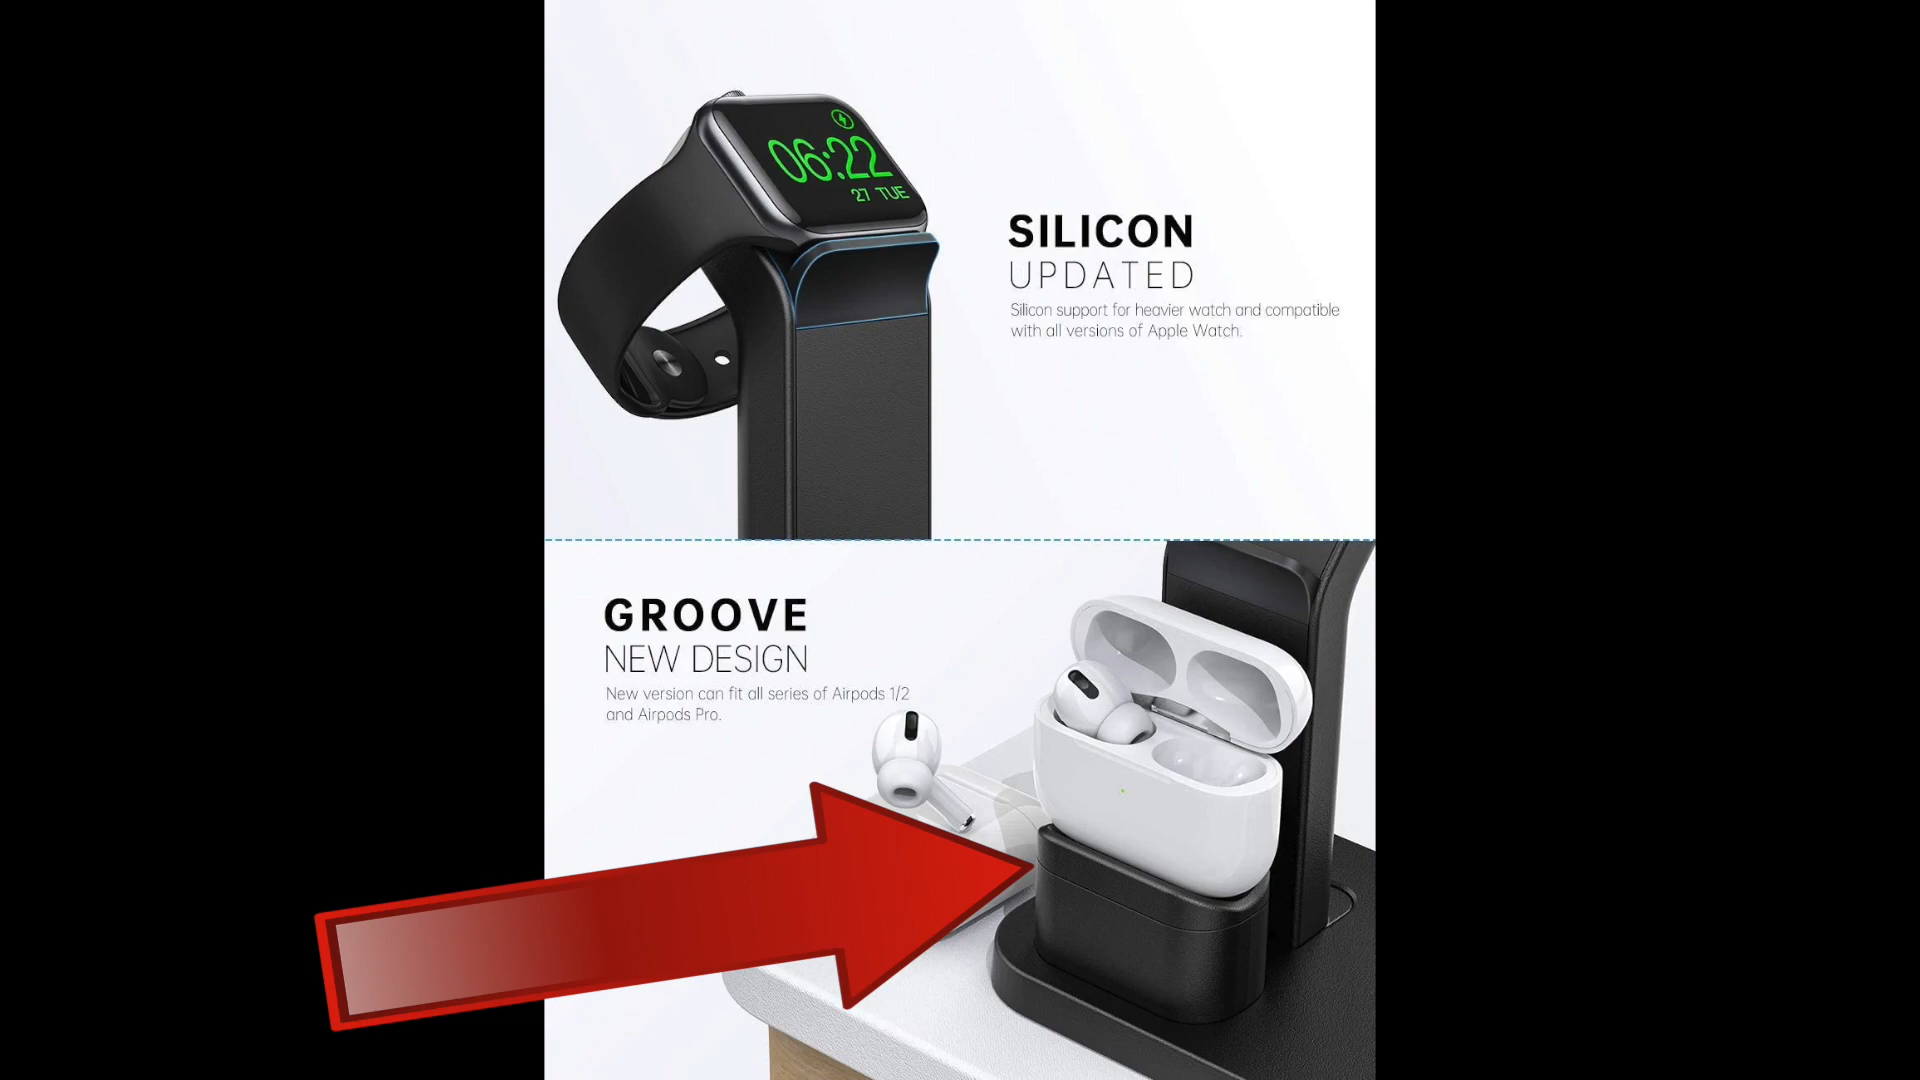 06:22
27 TUE
SILICON
UPDATED
Silicon support for heavier watch and compatible
with all versions of Apple Watch.
GROOVE
NEW DESIGN
New version can fit all series of Airpods 1/2
and Airpods Pro.